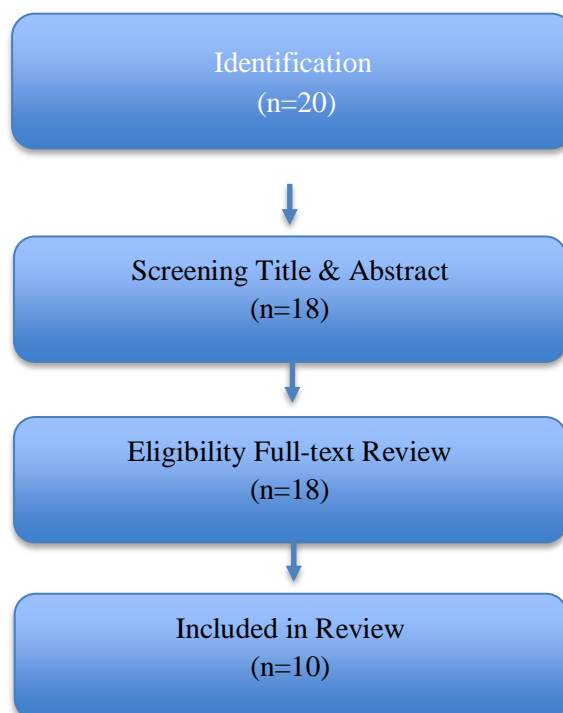 Identification
(n=20)
Screening Title & Abstract
(n=18)
Eligibility Full-text Review
(n=18)
Included in Review
(n=10)